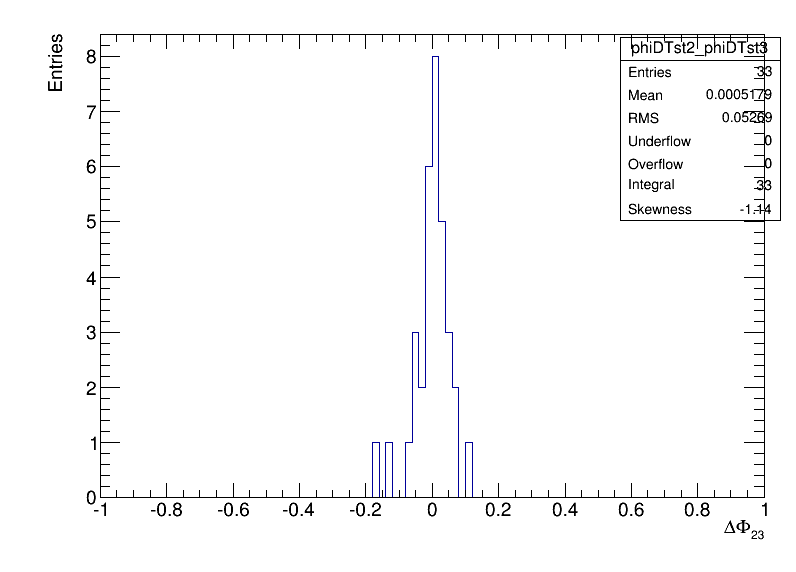 Entries
8
7
6
5
4
3
2
1
0
-1 -0.8 -0.6 -0.4 -0.2 0 0.2 0.4 0.6 0.8 1
ΔΦ23
phiDTst2_phiDTst3
Entries 33
Mean 0.0005179
RMS 0.05269
Underflow 0
Overflow 0
Integral 33
Skewness -1.14